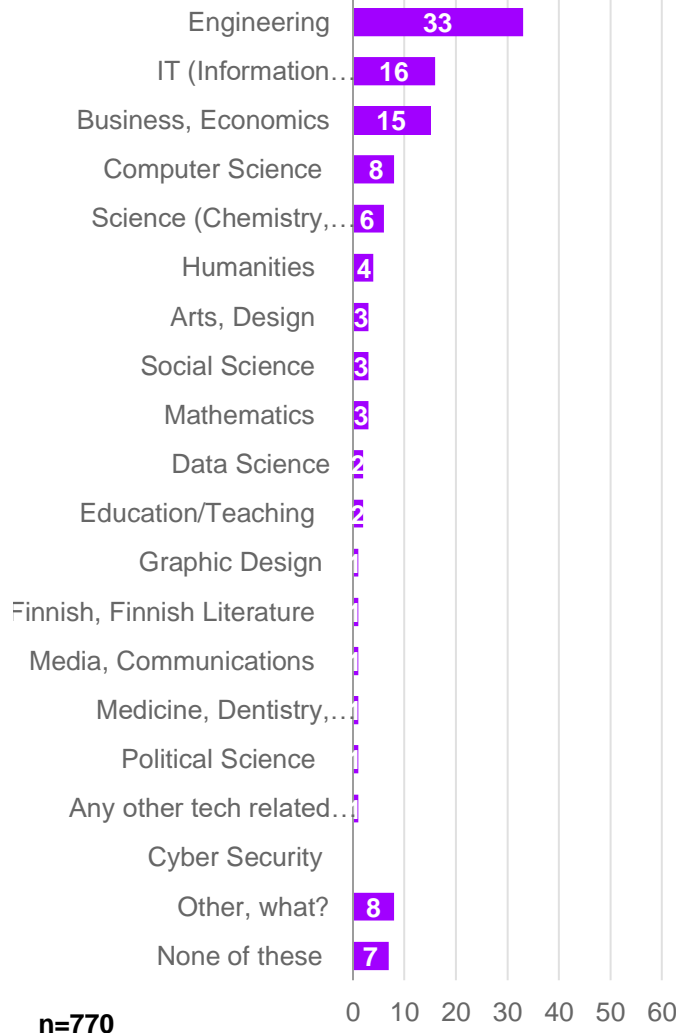 Engineering 33
IT (Information… 16
Business, Economics 15
Computer Science 8
Science (Chemistry,… 6
Humanities 4
Arts, Design 3
Social Science 3
Mathematics 3
Data Science 2
Education/Teaching 2
Graphic Design 1
Finnish, Finnish Literature 1
Media, Communications 1
Medicine, Dentistry,… 1
Political Science 1
Any other tech related… 1
Cyber Security
Other, what? 8
None of these 7
0 10 20 30 40 50 60
n=770